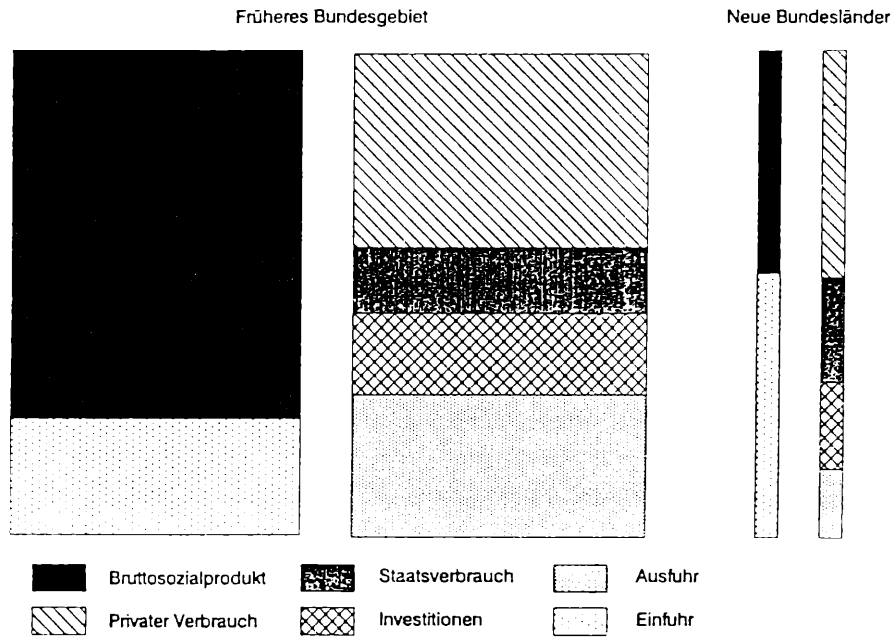 Früheres Bundesgebiet
Neue Bundesländer
Bruttosozialprodukt
Staatsverbrauch
Ausfuhr
Privater Verbrauch
Investitionen
Einfuhr